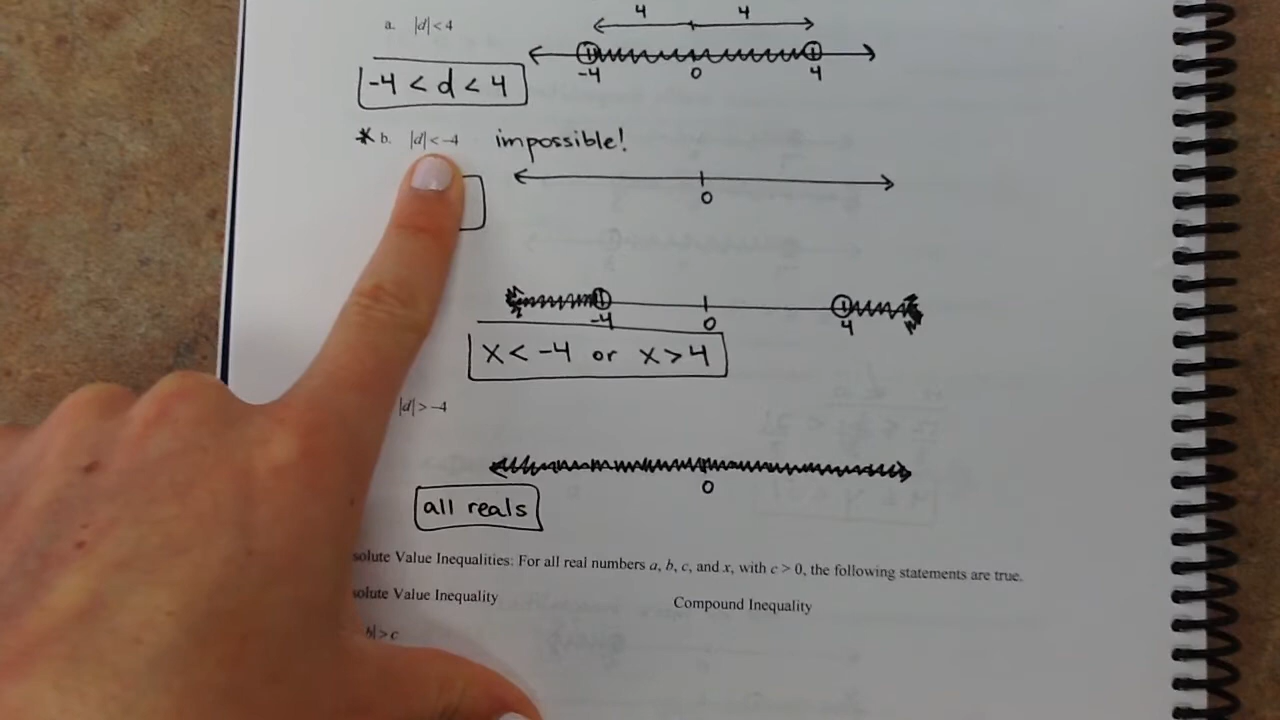 4 4
a. |d| < 4
-4 0 4
-4 < d < 4
* b. |d| < -4 impossible!
0
-4 0 4
x < -4 or x > 4
|d| > -4
0
all reals
solute Value Inequalities: For all real numbers a, b, c, and x, with c > 0, the following statements are true.
solute Value Inequality Compound Inequality
b| > c